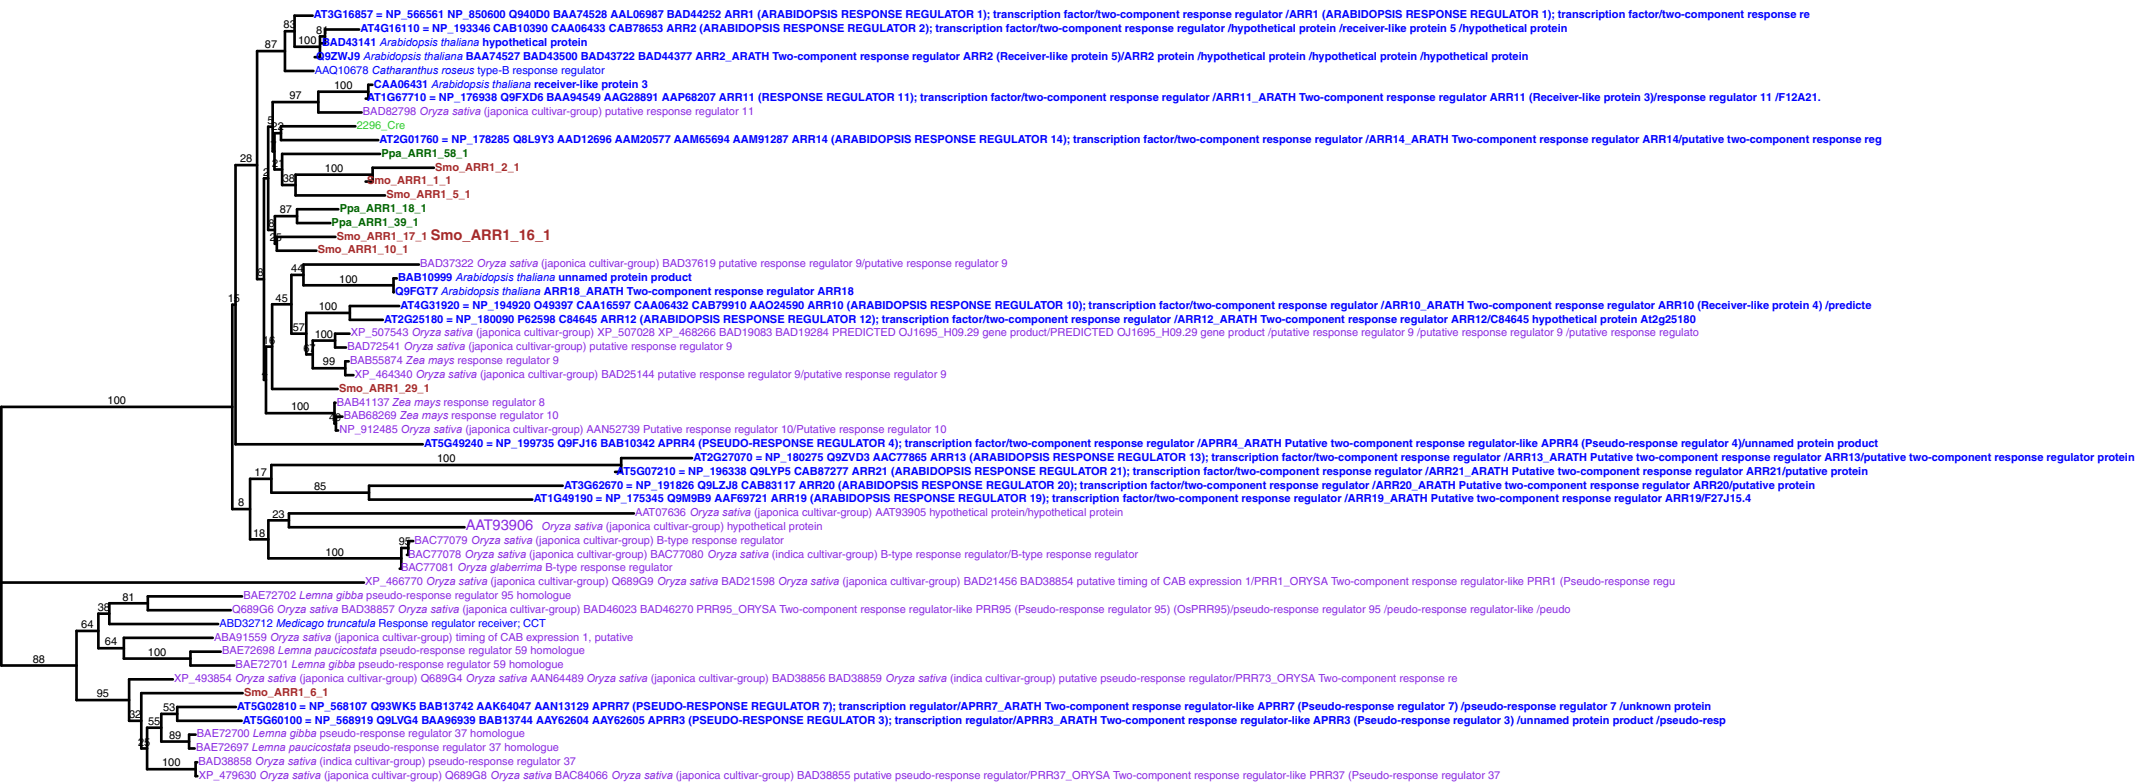 83
AT3G16857 = NP_566561 NP_850600 Q940D0 BAA74528 AAL06987 BAD44252 ARR1 (ARABIDOPSIS RESPONSE REGULATOR 1); transcription factor/two-component response regulator /ARR1 (ARABIDOPSIS RESPONSE REGULATOR 1); transcription factor/two-component response re
AT4G16110 = NP_193346 CAB10390 CAA06433 CAB78653 ARR2 (ARABIDOPSIS RESPONSE REGULATOR 2); transcription factor/two-component response regulator /hypothetical protein /receiver-like protein 5 /hypothetical protein
87
100
BAD43141 Arabidopsis thaliana hypothetical protein
Q9ZWJ9 Arabidopsis thaliana BAA74527 BAD43500 BAD43722 BAD44377 ARR2_ARATH Two-component response regulator ARR2 (Receiver-like protein 5)/ARR2 protein /hypothetical protein /hypothetical protein /hypothetical protein
AAQ10678 Catharanthus roseus type-B response regulator
100
CAA06431 Arabidopsis thaliana receiver-like protein 3
97
AT1G67710 = NP_176938 Q9FXD6 BAA94549 AAG28891 AAP68207 ARR11 (RESPONSE REGULATOR 11); transcription factor/two-component response regulator /ARR11_ARATH Two-component response regulator ARR11 (Receiver-like protein 3)/response regulator 11 /F12A21.
BAD82798 Oryza sativa (japonica cultivar-group) putative response regulator 11
2296_Cre
AT2G01760 = NP_178285 Q8L9Y3 AAD12696 AAM20577 AAM65694 AAM91287 ARR14 (ARABIDOPSIS RESPONSE REGULATOR 14); transcription factor/two-component response regulator /ARR14_ARATH Two-component response regulator ARR14/putative two-component response reg
28
Ppa_ARR1_58_1
100
Smo_ARR1_2_1
38
Smo_ARR1_1_1
Smo_ARR1_5_1
87
Ppa_ARR1_18_1
Ppa_ARR1_39_1
Smo_ARR1_17_1 Smo_ARR1_16_1
Smo_ARR1_10_1
44
BAD37322 Oryza sativa (japonica cultivar-group) BAD37619 putative response regulator 9/putative response regulator 9
8
100
BAB10999 Arabidopsis thaliana unnamed protein product
Q9FGT7 Arabidopsis thaliana ARR18_ARATH Two-component response regulator ARR18
15
45
100
AT4G31920 = NP_194920 O49397 CAA16597 CAA06432 CAB79910 AAO24590 ARR10 (ARABIDOPSIS RESPONSE REGULATOR 10); transcription factor/two-component response regulator /ARR10_ARATH Two-component response regulator ARR10 (Receiver-like protein 4) /predicte
AT2G25180 = NP_180090 P62598 C84645 ARR12 (ARABIDOPSIS RESPONSE REGULATOR 12); transcription factor/two-component response regulator /ARR12_ARATH Two-component response regulator ARR12/C84645 hypothetical protein At2g25180
57
100
XP_507543 Oryza sativa (japonica cultivar-group) XP_507028 XP_468266 BAD19083 BAD19284 PREDICTED OJ1695_H09.29 gene product/PREDICTED OJ1695_H09.29 gene product /putative response regulator 9 /putative response regulator 9 /putative response regulato
16
BAD72541 Oryza sativa (japonica cultivar-group) putative response regulator 9
99
BAB55874 Zea mays response regulator 9
XP_464340 Oryza sativa (japonica cultivar-group) BAD25144 putative response regulator 9/putative response regulator 9
Smo_ARR1_29_1
100
100
BAB41137 Zea mays response regulator 8
BAB68269 Zea mays response regulator 10
NP_912485 Oryza sativa (japonica cultivar-group) AAN52739 Putative response regulator 10/Putative response regulator 10
AT5G49240 = NP_199735 Q9FJ16 BAB10342 APRR4 (PSEUDO-RESPONSE REGULATOR 4); transcription factor/two-component response regulator /APRR4_ARATH Putative two-component response regulator-like APRR4 (Pseudo-response regulator 4)/unnamed protein product
100
AT2G27070 = NP_180275 Q9ZVD3 AAC77865 ARR13 (ARABIDOPSIS RESPONSE REGULATOR 13); transcription factor/two-component response regulator /ARR13_ARATH Putative two-component response regulator ARR13/putative two-component response regulator protein
17
AT5G07210 = NP_196338 Q9LYP5 CAB87277 ARR21 (ARABIDOPSIS RESPONSE REGULATOR 21); transcription factor/two-component response regulator /ARR21_ARATH Putative two-component response regulator ARR21/putative protein
85
AT3G62670 = NP_191826 Q9LZJ8 CAB83117 ARR20 (ARABIDOPSIS RESPONSE REGULATOR 20); transcription factor/two-component response regulator /ARR20_ARATH Putative two-component response regulator ARR20/putative protein
8
AT1G49190 = NP_175345 Q9M9B9 AAF69721 ARR19 (ARABIDOPSIS RESPONSE REGULATOR 19); transcription factor/two-component response regulator /ARR19_ARATH Putative two-component response regulator ARR19/F27J15.4
23
AAT07636 Oryza sativa (japonica cultivar-group) AAT93905 hypothetical protein/hypothetical protein
AAT93906 Oryza sativa (japonica cultivar-group) hypothetical protein
18
95
BAC77079 Oryza sativa (japonica cultivar-group) B-type response regulator
100
BAC77078 Oryza sativa (japonica cultivar-group) BAC77080 Oryza sativa (indica cultivar-group) B-type response regulator/B-type response regulator
BAC77081 Oryza glaberrima B-type response regulator
XP_466770 Oryza sativa (japonica cultivar-group) Q689G9 Oryza sativa BAD21598 Oryza sativa (japonica cultivar-group) BAD21456 BAD38854 putative timing of CAB expression 1/PRR1_ORYSA Two-component response regulator-like PRR1 (Pseudo-response regu
81
BAE72702 Lemna gibba pseudo-response regulator 95 homologue
38
Q689G6 Oryza sativa BAD38857 Oryza sativa (japonica cultivar-group) BAD46023 BAD46270 PRR95_ORYSA Two-component response regulator-like PRR95 (Pseudo-response regulator 95) (OsPRR95)/pseudo-response regulator 95 /peudo-response regulator-like /peudo
64
ABD32712 Medicago truncatula Response regulator receiver; CCT
64
ABA91559 Oryza sativa (japonica cultivar-group) timing of CAB expression 1, putative
100
BAE72698 Lemna paucicostata pseudo-response regulator 59 homologue
88
BAE72701 Lemna gibba pseudo-response regulator 59 homologue
XP_493854 Oryza sativa (japonica cultivar-group) Q689G4 Oryza sativa AAN64489 Oryza sativa (japonica cultivar-group) BAD38856 BAD38859 Oryza sativa (indica cultivar-group) putative pseudo-response regulator/PRR73_ORYSA Two-component response re
95
Smo_ARR1_6_1
53
AT5G02810 = NP_568107 Q93WK5 BAB13742 AAK64047 AAN13129 APRR7 (PSEUDO-RESPONSE REGULATOR 7); transcription regulator/APRR7_ARATH Two-component response regulator-like APRR7 (Pseudo-response regulator 7) /pseudo-response regulator 7 /unknown protein
32
55
AT5G60100 = NP_568919 Q9LVG4 BAA96939 BAB13744 AAY62604 AAY62605 APRR3 (PSEUDO-RESPONSE REGULATOR 3); transcription regulator/APRR3_ARATH Two-component response regulator-like APRR3 (Pseudo-response regulator 3) /unnamed protein product /pseudo-resp
89
BAE72700 Lemna gibba pseudo-response regulator 37 homologue
BAE72697 Lemna paucicostata pseudo-response regulator 37 homologue
100
BAD38858 Oryza sativa (indica cultivar-group) pseudo-response regulator 37
XP_479630 Oryza sativa (japonica cultivar-group) Q689G8 Oryza sativa BAC84066 Oryza sativa (japonica cultivar-group) BAD38855 putative pseudo-response regulator/PRR37_ORYSA Two-component response regulator-like PRR37 (Pseudo-response regulator 37